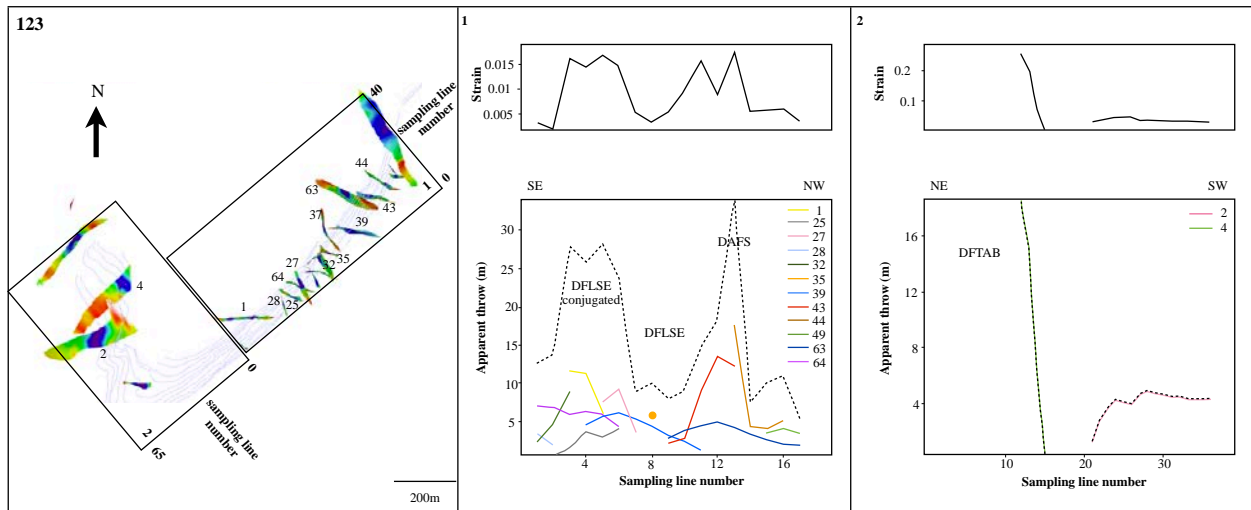 123
N
40
sampling line
number
0
1
44
63
43
37
39
35
32
27
64
28
25
1
4
2
0
sampling line
number
2
65
200m
1
Strain
0.015
0.01
0.005
SE
NW
Apparent throw (m)
30
25
20
15
10
5
DFLSE
conjugated
DFLSE
DAFS
1
25
27
28
32
35
39
43
44
49
63
64
4
8
12
16
Sampling line number
2
Strain
0.2
0.1
NE
SW
Apparent throw (m)
16
12
8
4
DFTAB
2
4
10
20
30
Sampling line number